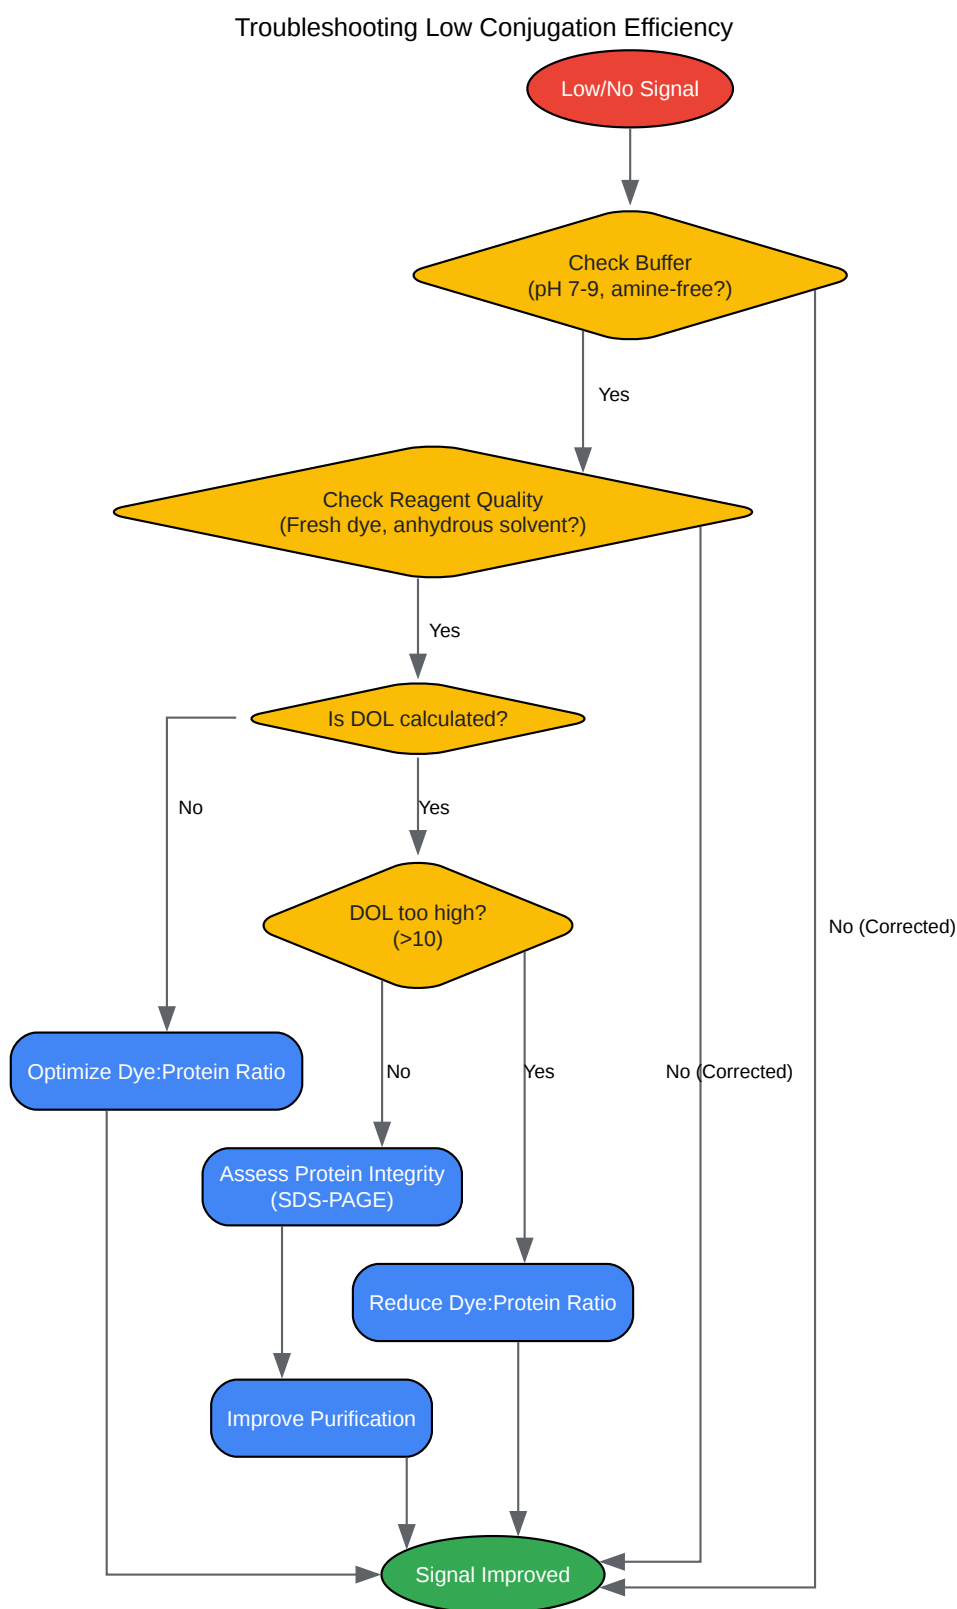 Troubleshooting Low Conjugation Efficiency
Low/No Signal
Check Buffer
(pH 7-9, amine-free?)
Yes
Check Reagent Quality
(Fresh dye, anhydrous solvent?)
Yes
Is DOL calculated?
No
Yes
DOL too high?
(>10)
No (Corrected)
Optimize Dye:Protein Ratio
No
Yes
No (Corrected)
Assess Protein Integrity
(SDS-PAGE)
Reduce Dye:Protein Ratio
Improve Purification
Signal Improved